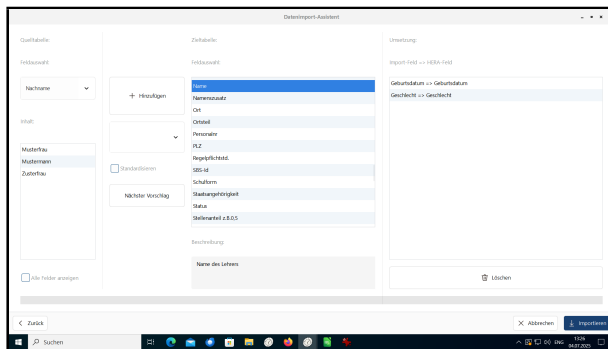 Datenimport-Assistent
Quelltabelle:
Zieltabelle:
Umsetzung:
Feldauswahl:
Feldauswahl:
Import-Feld => HERA-Feld
Nachname
Hinzufügen
Name
Namenszusatz
Ort
Ortsteil
Personalnr
PLZ
Regelpflichtstd.
SBS-Id
Schulform
Staatsangehörigkeit
Status
Stellenanteil z.B.0,5
Geburtsdatum => Geburtsdatum
Geschlecht => Geschlecht
Inhalt:
Musterfrau
Mustermann
Zusterfrau
Standardisieren
Nächster Vorschlag
Beschreibung:
Name des Lehrers
Alle Felder anzeigen
Löschen
Zurück
Abbrechen
Importieren
Suchen
ENG
13:26
04.07.2025